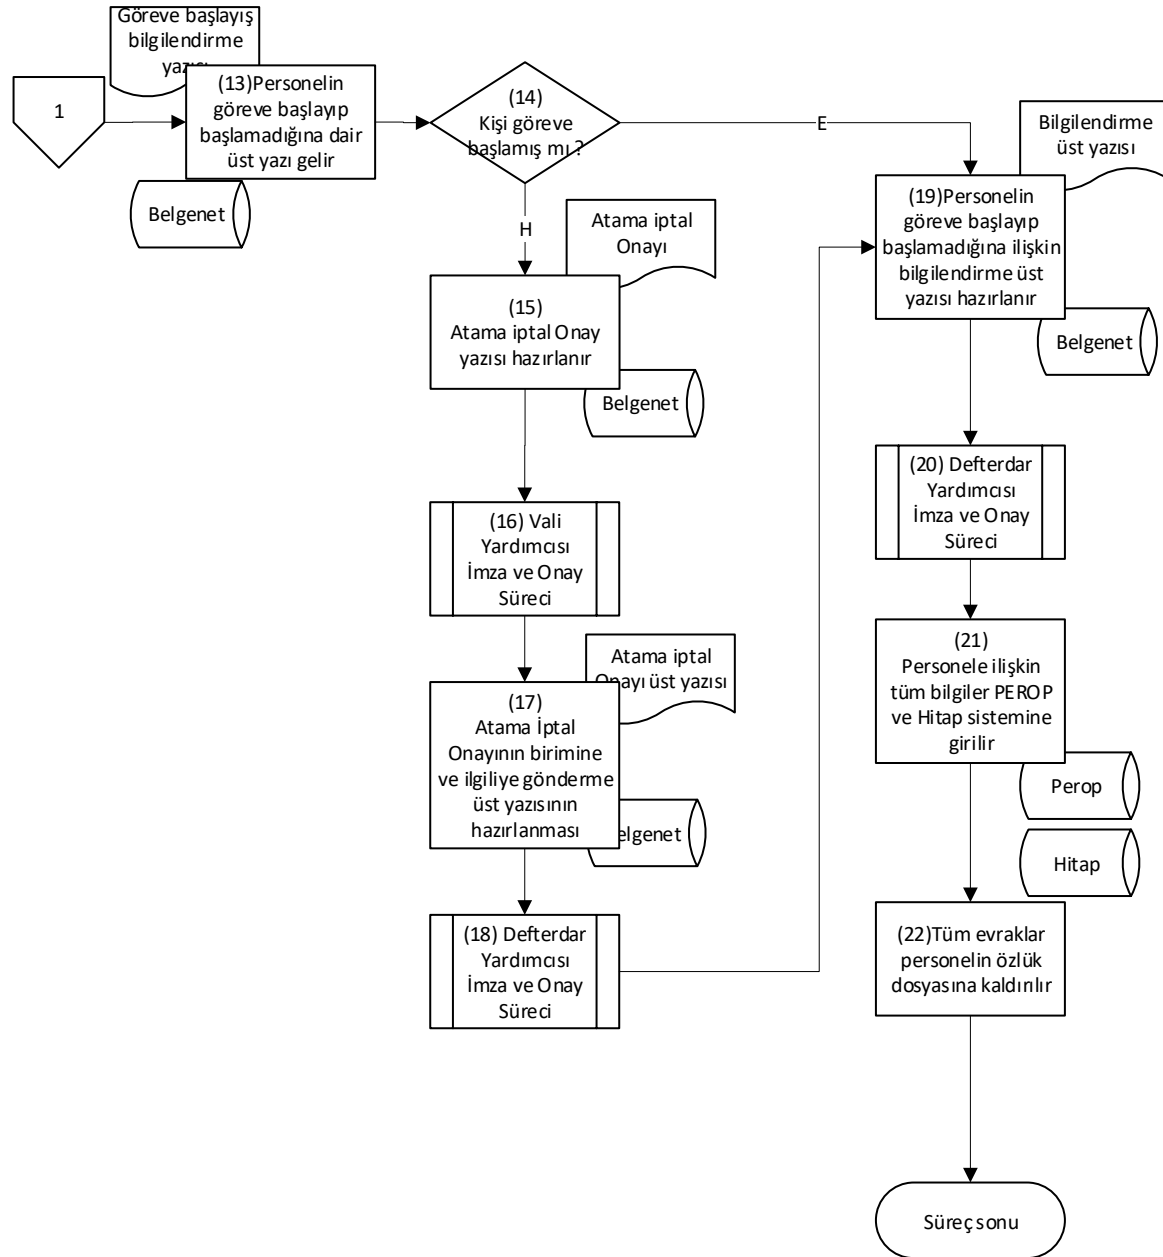 Göreve başlayış
bilgilendirme
yazısı
1
(13)Personelin
göreve başlayıp
başlamadığına dair
üst yazı gelir
Belgenet
(14)
Kişi göreve
başlamış mı ?
E
H
Atama iptal
Onayı
(15)
Atama iptal Onay
yazısı hazırlanır
Belgenet
(16) Vali
Yardımcısı
İmza ve Onay
Süreci
Atama iptal
Onayı üst yazısı
(17)
Atama İptal
Onayının birimine
ve ilgiliye gönderme
üst yazısının
hazırlanması
Belgenet
(18) Defterdar
Yardımcısı
İmza ve Onay
Süreci
Bilgilendirme
üst yazısı
(19)Personelin
göreve başlayıp
başlamadığına ilişkin
bilgilendirme üst
yazısı hazırlanır
Belgenet
(20) Defterdar
Yardımcısı
İmza ve Onay
Süreci
(21)
Personele ilişkin
tüm bilgiler PEROP
ve Hitap sistemine
girilir
Perop
Hitap
(22)Tüm evraklar
personelin özlük
dosyasına kaldırılır
Süreç sonu